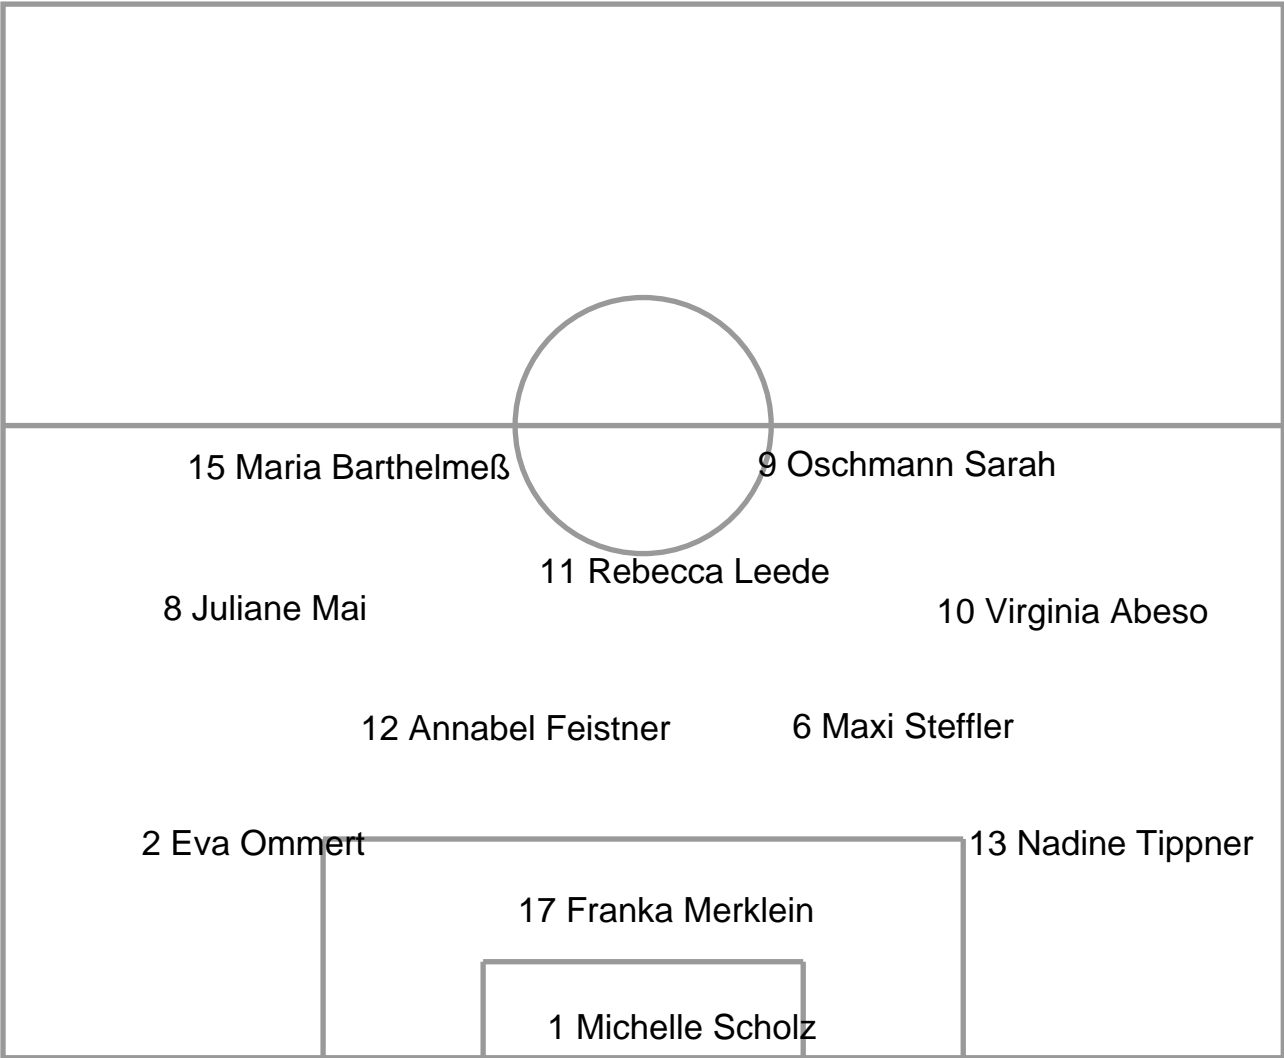 15 Maria Barthelmeß
9 Oschmann Sarah
11 Rebecca Leede
8 Juliane Mai
10 Virginia Abeso
12 Annabel Feistner
6 Maxi Steffler
2 Eva Ommert
13 Nadine Tippner
17 Franka Merklein
1 Michelle Scholz